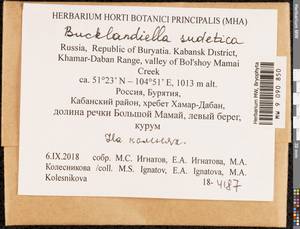 HERBARIUM HORTI BOTANICI PRINCIPALIS (MHA)
Bucklandiella sudetica
Russia, Republic of Buryatia. Kabansk District,
Khamar-Daban Range, valley of Bol'shoy Mamai
Creek
ca. 51°23'N – 104°51'E, 1013 m alt.
Россия, Бурятия,
Кабанский район, хребет Хамар-Дабан,
долина речки Большой Мамай, левый берег,
курум
На камнях.
6.IX.2018 собр. М.С. Игнатов, Е.А. Игнатова, М.А.
Колесникова /coll. M.S. Ignatov, E.A. Ignatova, M.A.
Kolesnikova 18-4187
Herbarium MW, Bryophyta
M 9 090 850